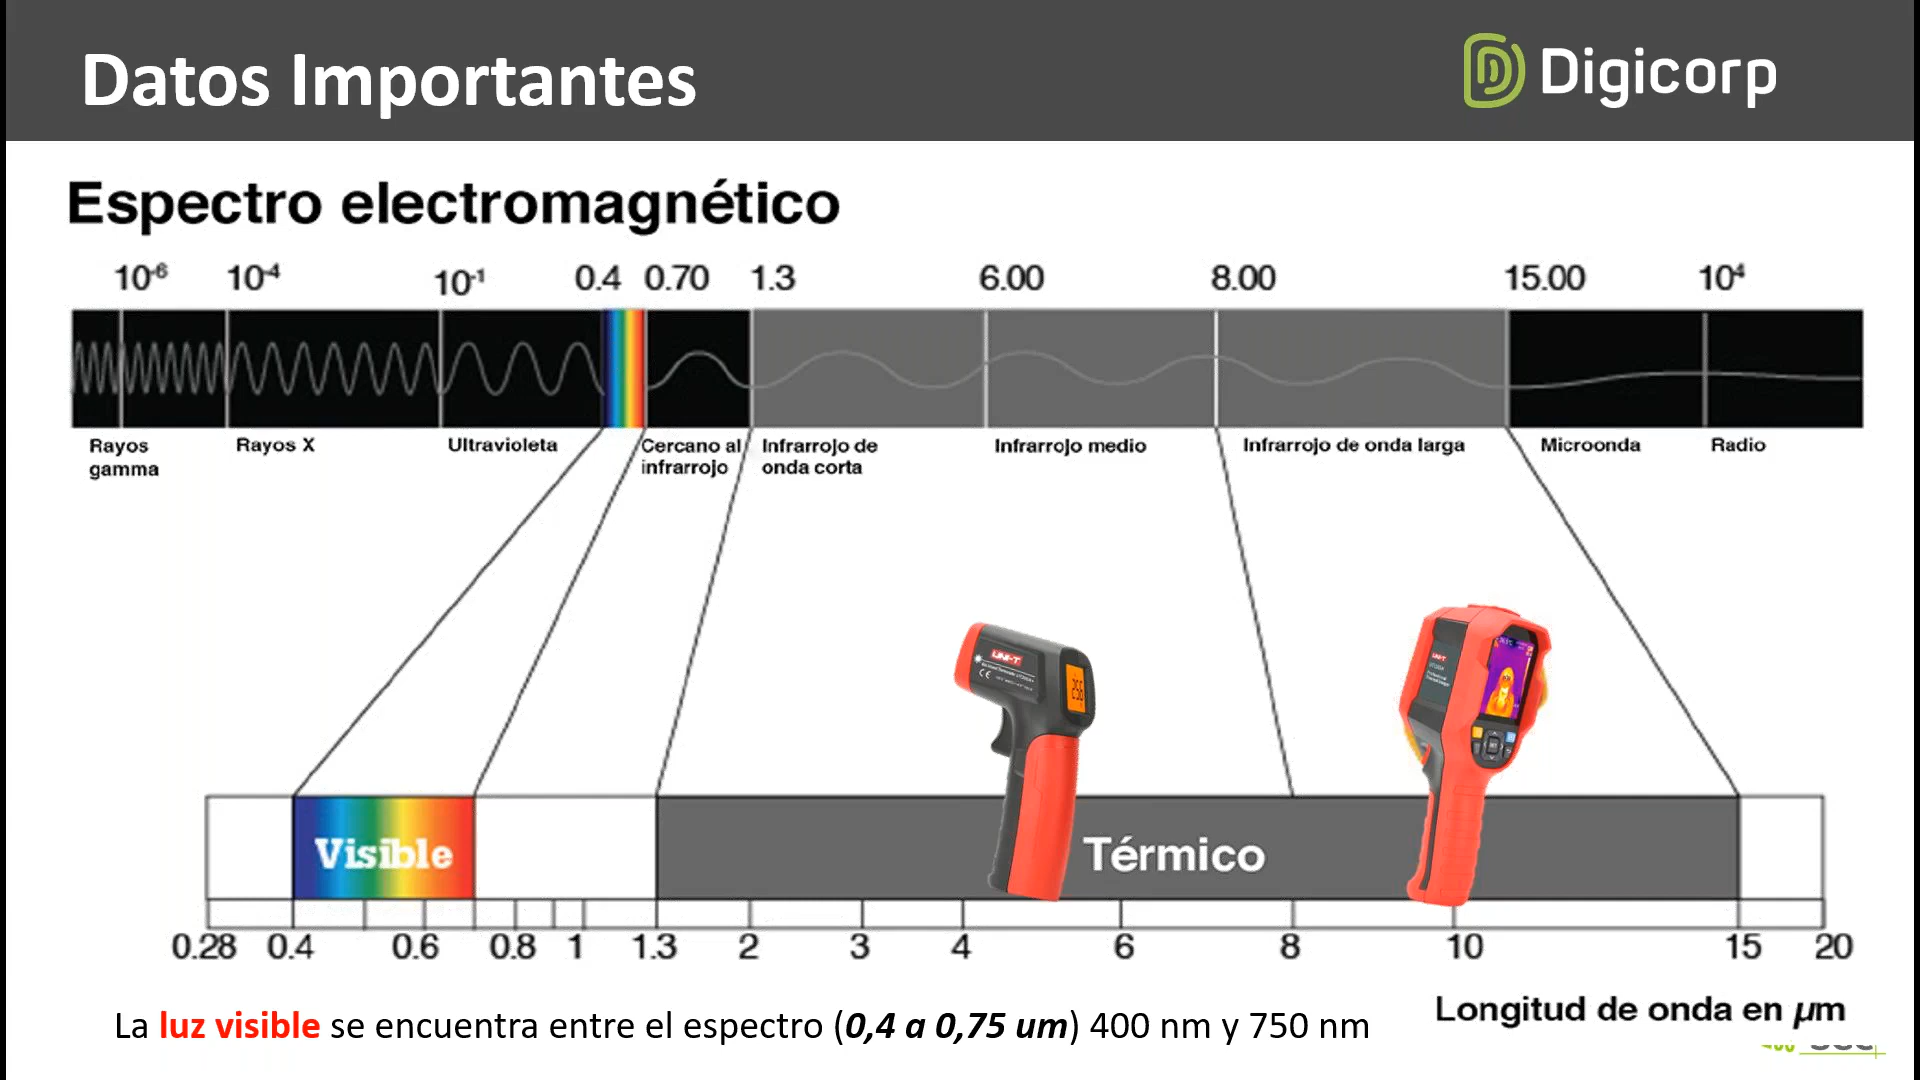 Datos Importantes
Digicorp
Espectro electromagnético
10-6 10-4 10-1 0.4 0.70 1.3 6.00 8.00 15.00 104
Rayos gamma
Rayos X
Ultravioleta
Cercano al infrarrojo
Infrarrojo de onda corta
Infrarrojo medio
Infrarrojo de onda larga
Microonda
Radio
UNI-T
CE
UNI-T
Visible
Térmico
0.28 0.4 0.6 0.8 1 1.3 2 3 4 6 8 10 15 20
Longitud de onda en µm
La luz visible se encuentra entre el espectro (0,4 a 0,75 um) 400 nm y 750 nm